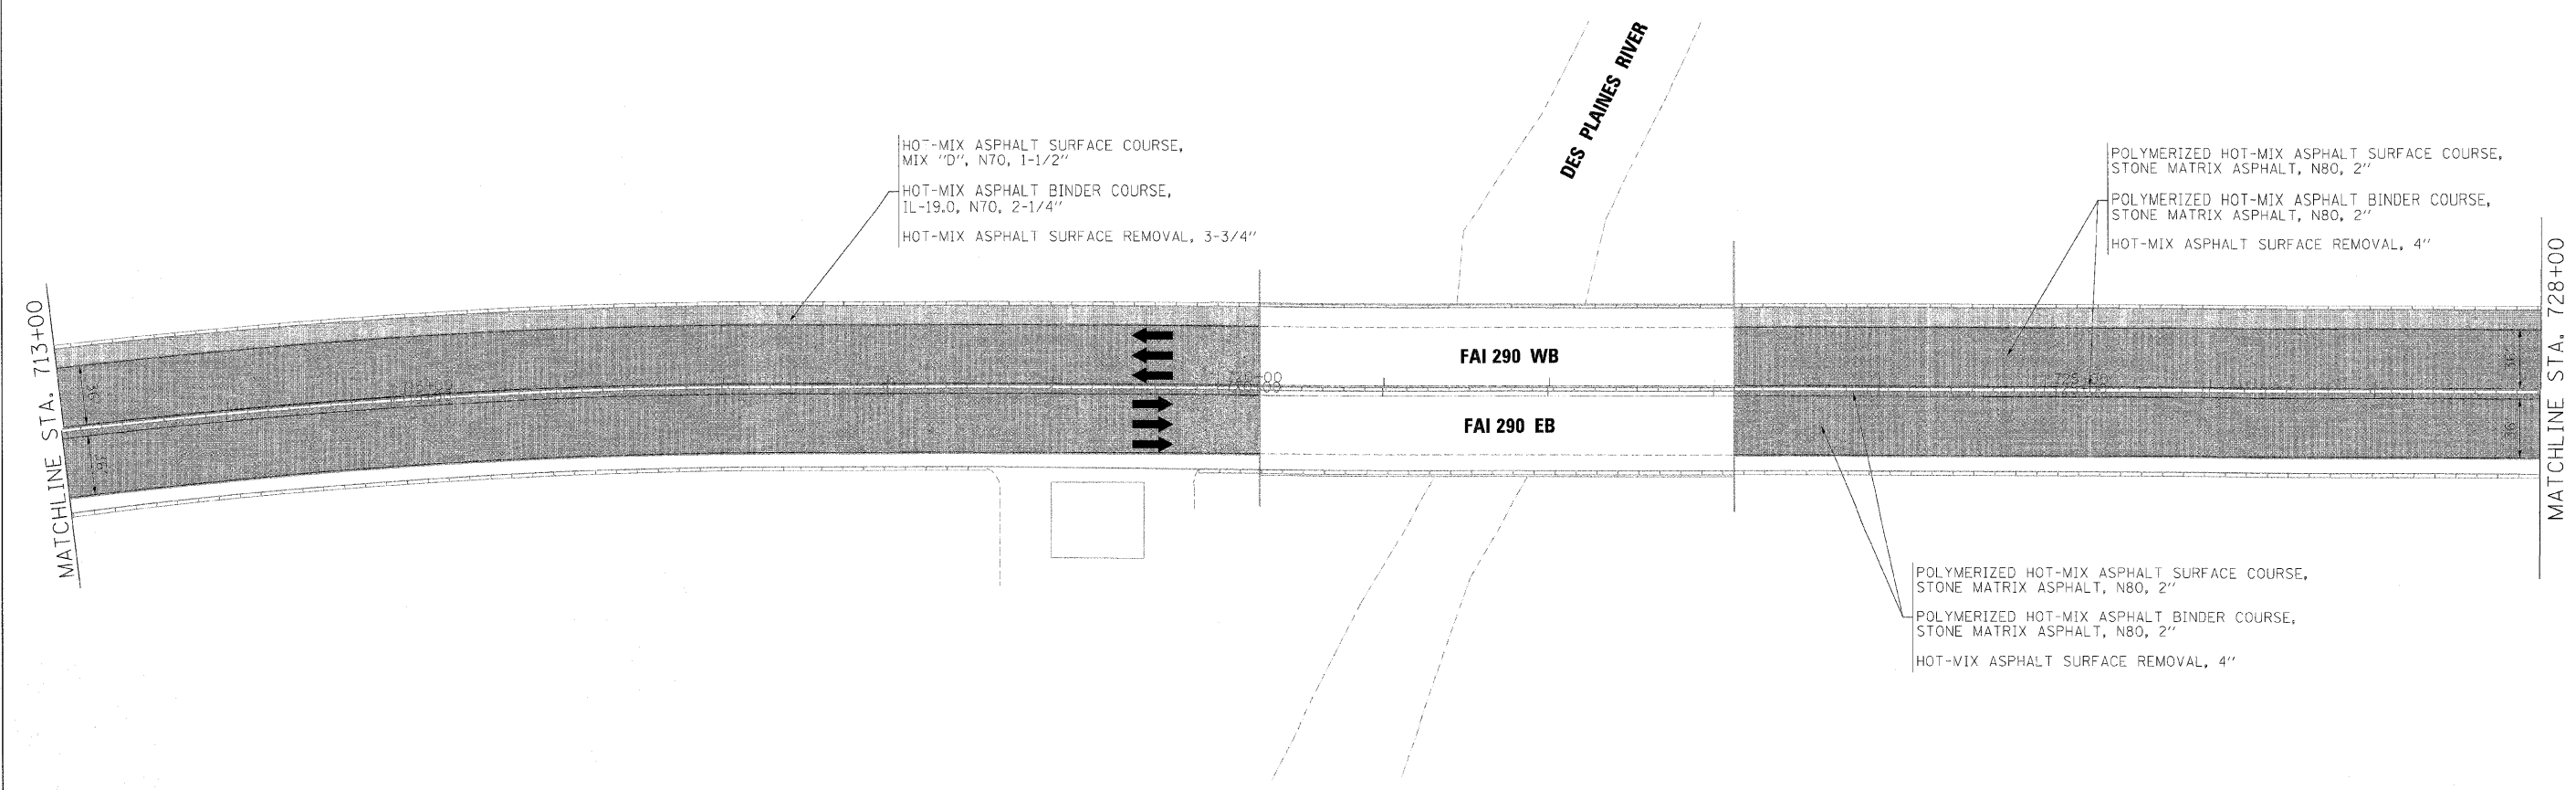 DES PLAINES RIVER
HOT-MIX ASPHALT SURFACE COURSE,
MIX "D", N70, 1-1/2"
HOT-MIX ASPHALT BINDER COURSE,
IL-19.0, N70, 2-1/4"
HOT-MIX ASPHALT SURFACE REMOVAL, 3-3/4"
POLYMERIZED HOT-MIX ASPHALT SURFACE COURSE,
STONE MATRIX ASPHALT, N80, 2"
POLYMERIZED HOT-MIX ASPHALT BINDER COURSE,
STONE MATRIX ASPHALT, N80, 2"
HOT-MIX ASPHALT SURFACE REMOVAL, 4"
MATCHLINE STA. 713+00
MATCHLINE STA. 728+00
FAI 290 WB
FAI 290 EB
36'
36'
36'
36'
POLYMERIZED HOT-MIX ASPHALT SURFACE COURSE,
STONE MATRIX ASPHALT, N80, 2"
POLYMERIZED HOT-MIX ASPHALT BINDER COURSE,
STONE MATRIX ASPHALT, N80, 2"
HOT-MIX ASPHALT SURFACE REMOVAL, 4"